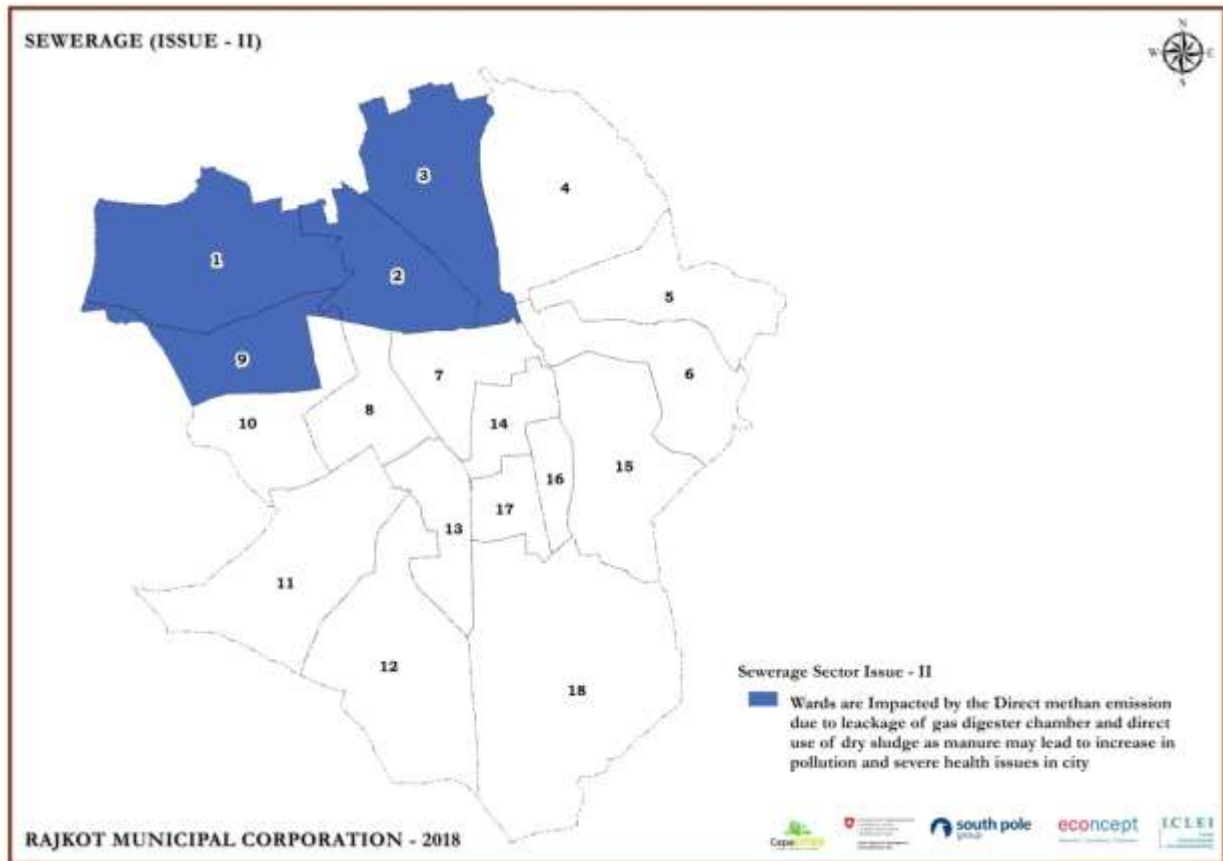 SEWERAGE (ISSUE - II)
N
W E
S
3
4
1
2
5
9
7
6
10
8
14
15
16
17
13
11
12
18
Sewerage Sector Issue - II
Wards are Impacted by the Direct methan emission
due to leackage of gas digester chamber and direct
use of dry sludge as manure may lead to increase in
pollution and severe health issues in city
RAJKOT MUNICIPAL CORPORATION - 2018
south pole
group
econcept
I.C.L.E.I